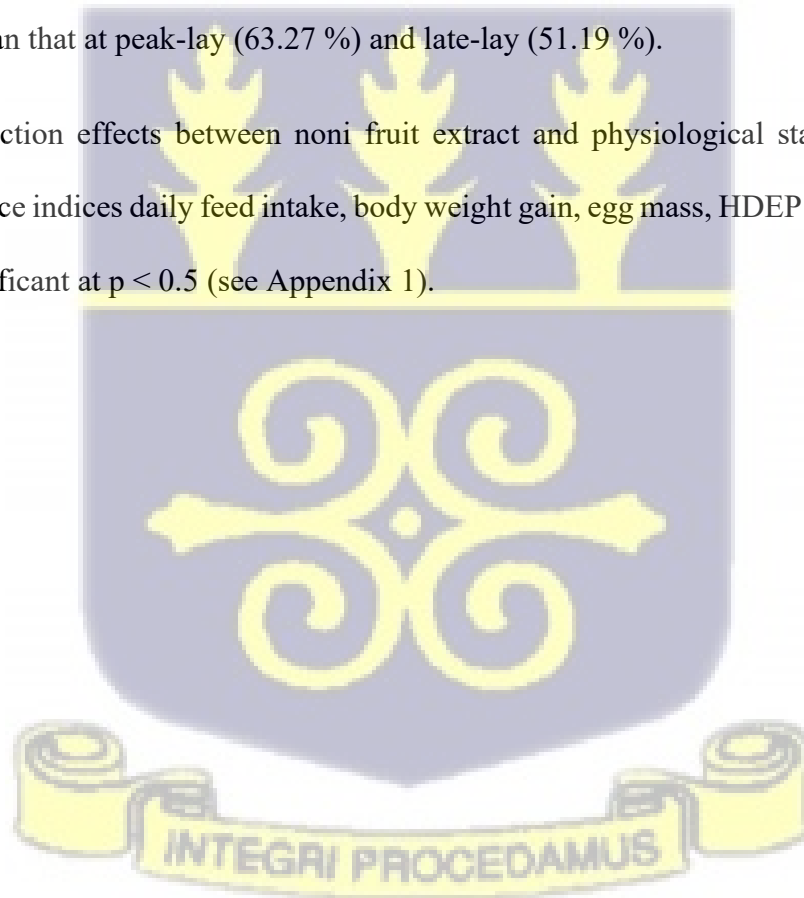 an that at peak-lay (63.27 %) and late-lay (51.19 %).
ction effects between noni fruit extract and physiological sta
ce indices daily feed intake, body weight gain, egg mass, HDEP
ficant at p < 0.5 (see Appendix 1).
INTEGRI PROCEDAMUS